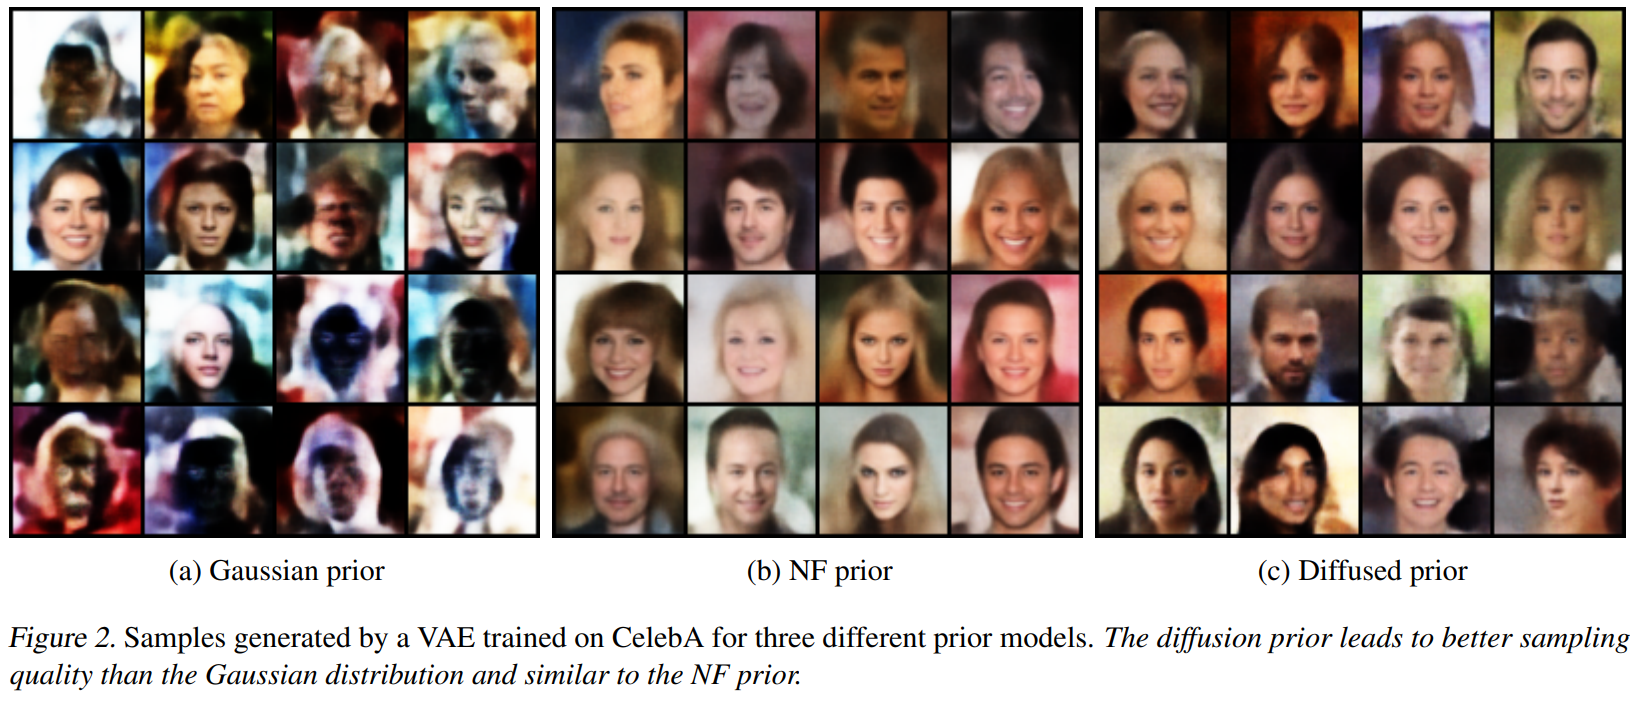 (a) Gaussian prior
(b) NF prior
(c) Diffused prior
Figure 2. Samples generated by a VAE trained on CelebA for three different prior models. The diffusion prior leads to better sampling
quality than the Gaussian distribution and similar to the NF prior.